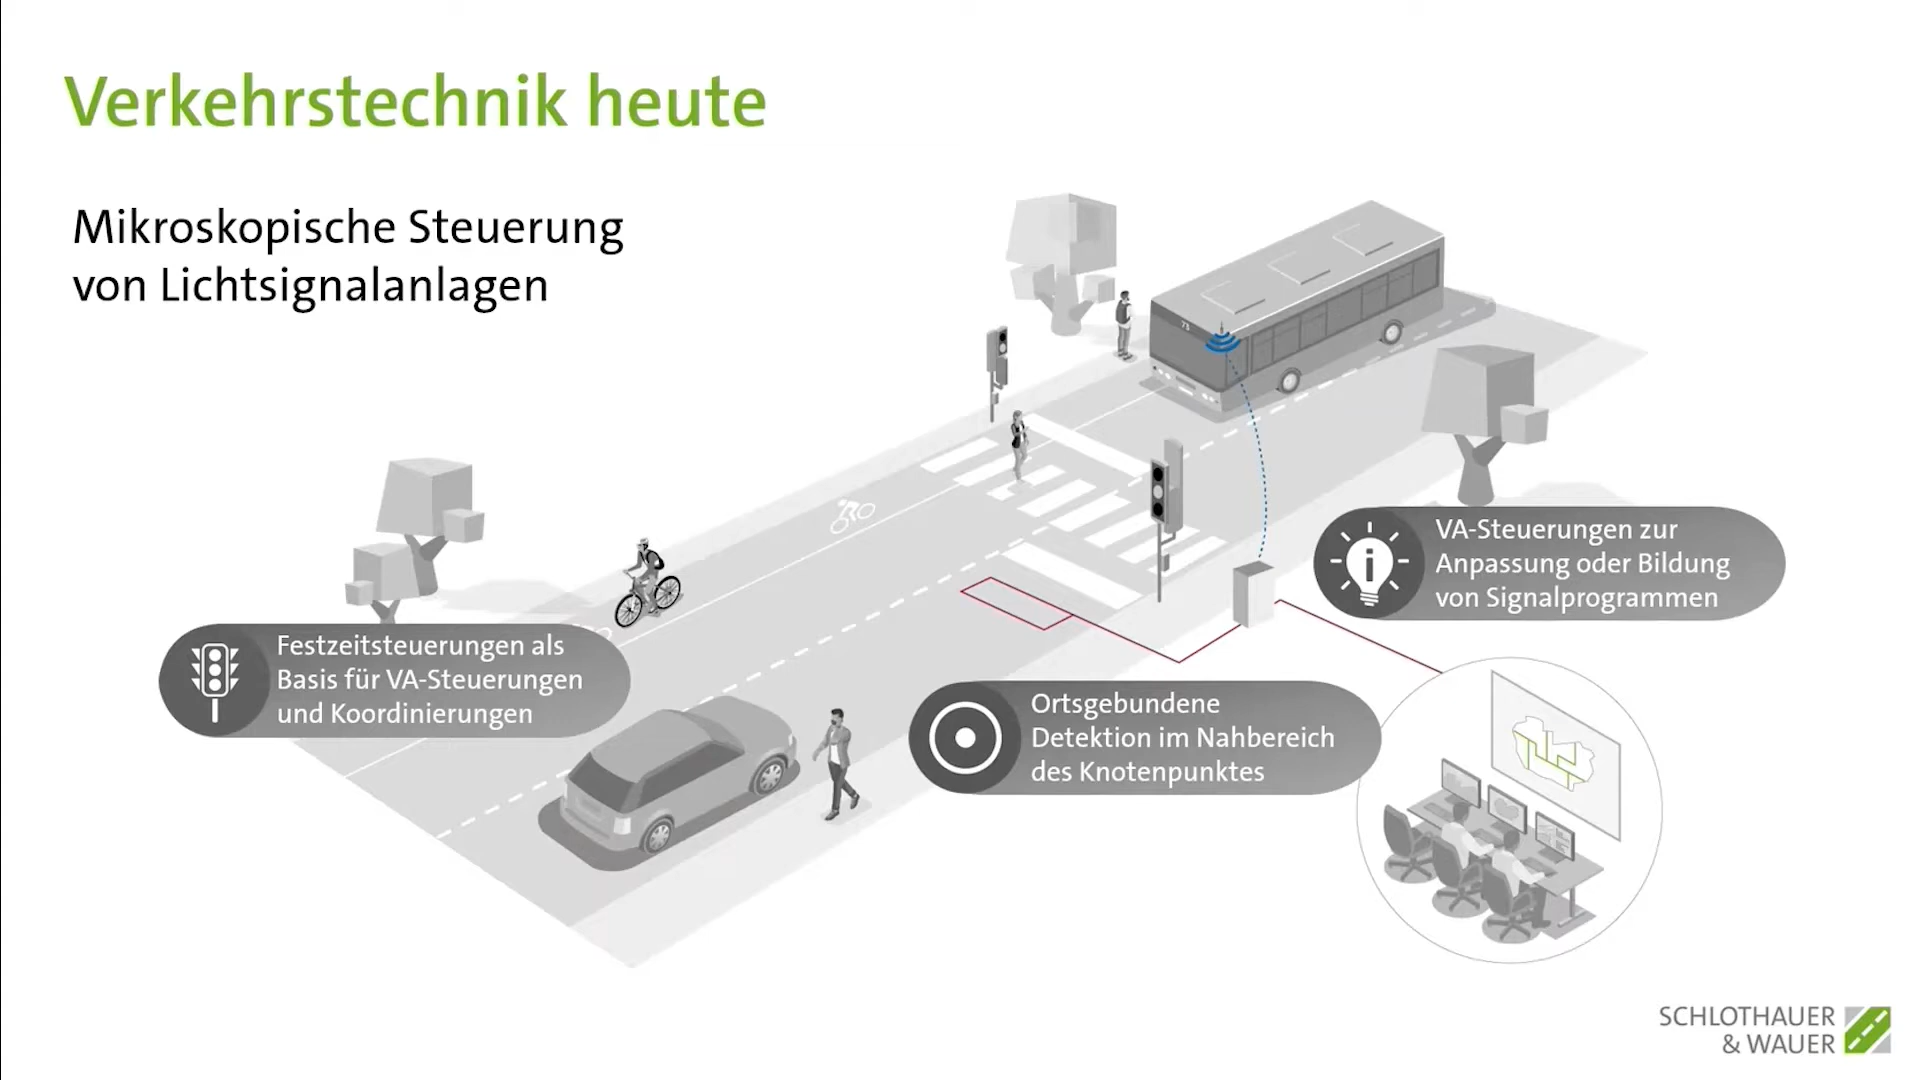 Verkehrstechnik heute
Mikroskopische Steuerung
von Lichtsignalanlagen
73
VA-Steuerungen zur
Anpassung oder Bildung
von Signalprogrammen
Festzeitsteuerungen als
Basis für VA-Steuerungen
und Koordinierungen
Ortsgebundene
Detektion im Nahbereich
des Knotenpunktes
SCHLOTHAUER
& WAUER